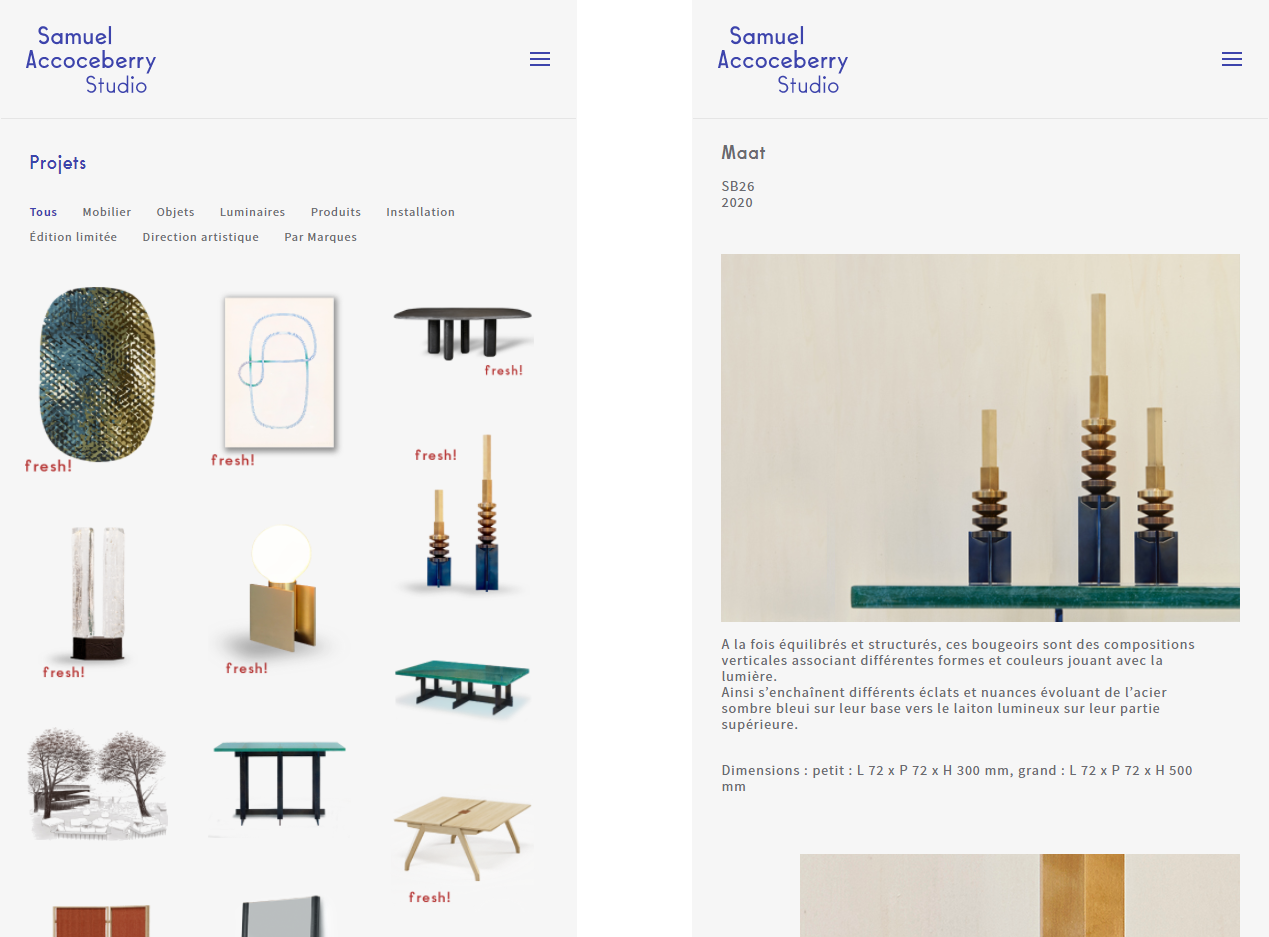 Samuel
Accoceberry
Studio
Projets
Tous Mobilier Objets Luminaires Produits Installation
Édition limitée Direction artistique Par Marques
fresh!
fresh!
fresh!
fresh!
fresh!
fresh!
fresh!
Samuel
Accoceberry
Studio
Maat
SB26
2020
A la fois équilibrés et structurés, ces bougeoirs sont des compositions
verticales associant différentes formes et couleurs jouant avec la
lumière.
Ainsi s’enchaînent différents éclats et nuances évoluant de l’acier
sombre bleui sur leur base vers le laiton lumineux sur leur partie
supérieure.
Dimensions : petit : L 72 x P 72 x H 300 mm, grand : L 72 x P 72 x H 500
mm